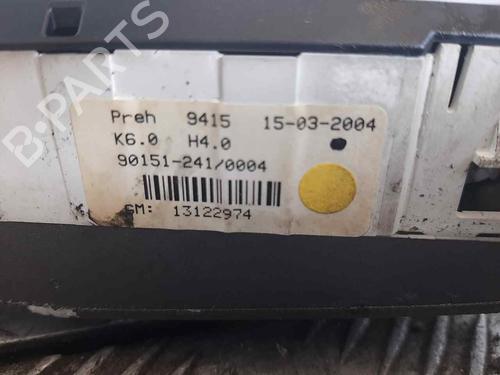 Preh 9415 15-03-2004
K6.0 H4.0
90151-241/0004
GM: 13122974
B-PARTS